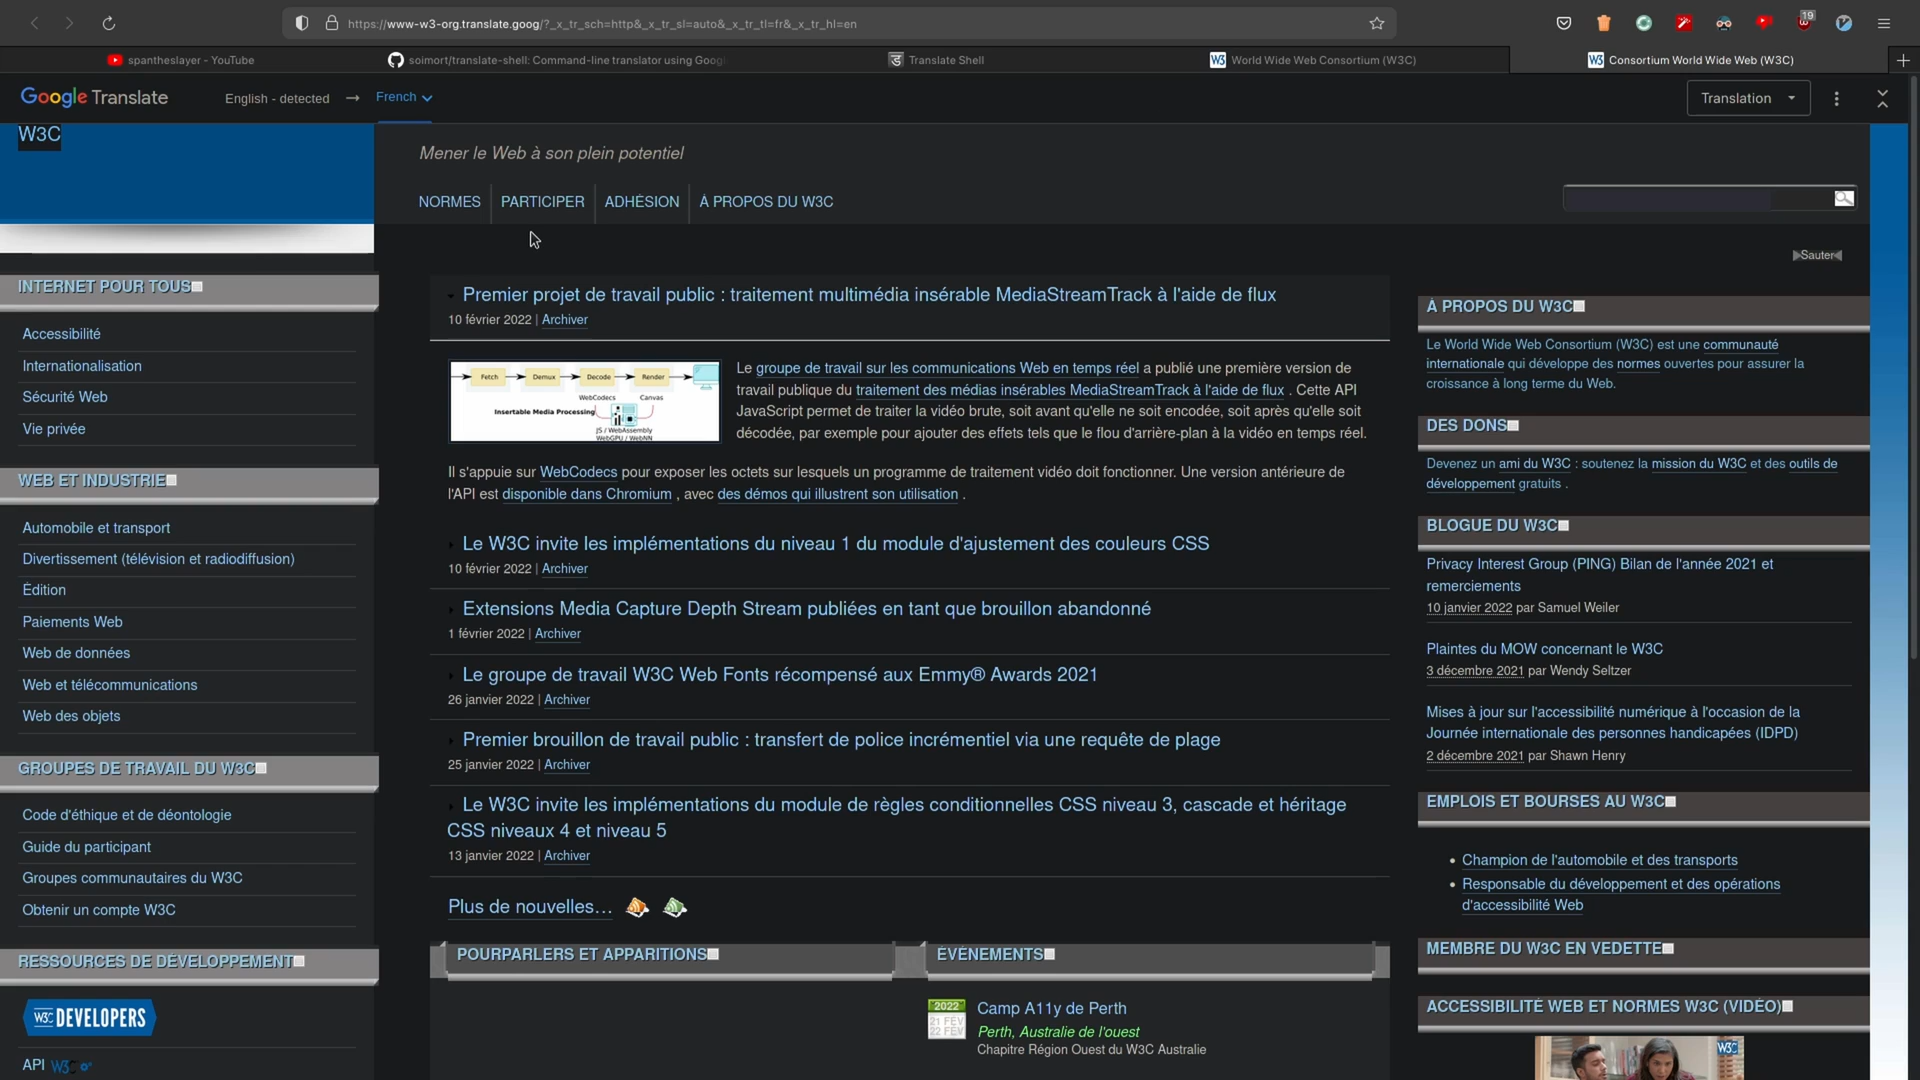 https://www-w3-org.translate.goog/?_x_tr_sch=http&_x_tr_sl=auto&_x_tr_tl=fr&_x_tr_hl=en
19
spantheslayer - YouTube
soimort/translate-shell: Command-line translator using Goog
Translate Shell
World Wide Web Consortium (W3C)
Consortium World Wide Web (W3C)
Google Translate
English - detected
French
Translation
W3C
Mener le Web à son plein potentiel
NORMES
PARTICIPER
ADHÉSION
À PROPOS DU W3C
Sauter
INTERNET POUR TOUS
Accessibilité
Internationalisation
Sécurité Web
Vie privée
WEB ET INDUSTRIE
Automobile et transport
Divertissement (télévision et radiodiffusion)
Édition
Paiements Web
Web de données
Web et télécommunications
Web des objets
GROUPES DE TRAVAIL DU W3C
Code d'éthique et de déontologie
Guide du participant
Groupes communautaires du W3C
Obtenir un compte W3C
RESSOURCES DE DÉVELOPPEMENT
W3C DEVELOPERS
API W3C
Premier projet de travail public : traitement multimédia insérable MediaStreamTrack à l'aide de flux
10 février 2022 | Archiver
Fetch
Demux
Decode
Render
WebCodecs
Canvas
Insertable Media Processing
JS / WebAssembly
WebGPU / WebNN
Le groupe de travail sur les communications Web en temps réel a publié une première version de
travail publique du traitement des médias insérables MediaStreamTrack à l'aide de flux . Cette API
JavaScript permet de traiter la vidéo brute, soit avant qu'elle ne soit encodée, soit après qu'elle soit
décodée, par exemple pour ajouter des effets tels que le flou d'arrière-plan à la vidéo en temps réel.
Il s'appuie sur WebCodecs pour exposer les octets sur lesquels un programme de traitement vidéo doit fonctionner. Une version antérieure de
l'API est disponible dans Chromium , avec des démos qui illustrent son utilisation .
Le W3C invite les implémentations du niveau 1 du module d'ajustement des couleurs CSS
10 février 2022 | Archiver
Extensions Media Capture Depth Stream publiées en tant que brouillon abandonné
1 février 2022 | Archiver
Le groupe de travail W3C Web Fonts récompensé aux Emmy® Awards 2021
26 janvier 2022 | Archiver
Premier brouillon de travail public : transfert de police incrémentiel via une requête de plage
25 janvier 2022 | Archiver
Le W3C invite les implémentations du module de règles conditionnelles CSS niveau 3, cascade et héritage
CSS niveaux 4 et niveau 5
13 janvier 2022 | Archiver
Plus de nouvelles…
POURPARLERS ET APPARITIONS
ÉVÉNEMENTS
2022
21 FÉV
22 FÉV
Camp A11y de Perth
Perth, Australie de l'ouest
Chapitre Région Ouest du W3C Australie
À PROPOS DU W3C
Le World Wide Web Consortium (W3C) est une communauté
internationale qui développe des normes ouvertes pour assurer la
croissance à long terme du Web.
DES DONS
Devenez un ami du W3C : soutenez la mission du W3C et des outils de
développement gratuits .
BLOGUE DU W3C
Privacy Interest Group (PING) Bilan de l'année 2021 et
remerciements
10 janvier 2022 par Samuel Weiler
Plaintes du MOW concernant le W3C
3 décembre 2021 par Wendy Seltzer
Mises à jour sur l'accessibilité numérique à l'occasion de la
Journée internationale des personnes handicapées (IDPD)
2 décembre 2021 par Shawn Henry
EMPLOIS ET BOURSES AU W3C
Champion de l'automobile et des transports
Responsable du développement et des opérations
d'accessibilité Web
MEMBRE DU W3C EN VEDETTE
ACCESSIBILITÉ WEB ET NORMES W3C (VIDÉO)
W3C